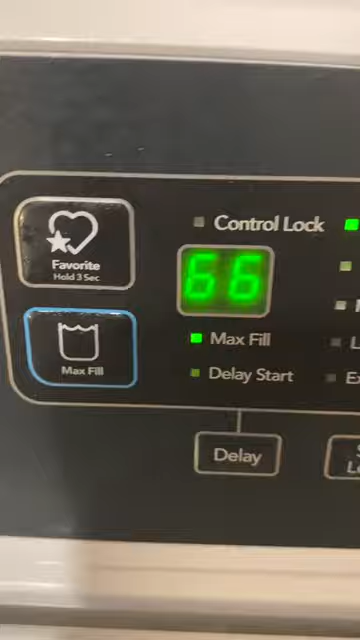 Control Lock
Favorite
Hold 3 Sec
66
Max Fill
Max Fill
Delay Start
Delay